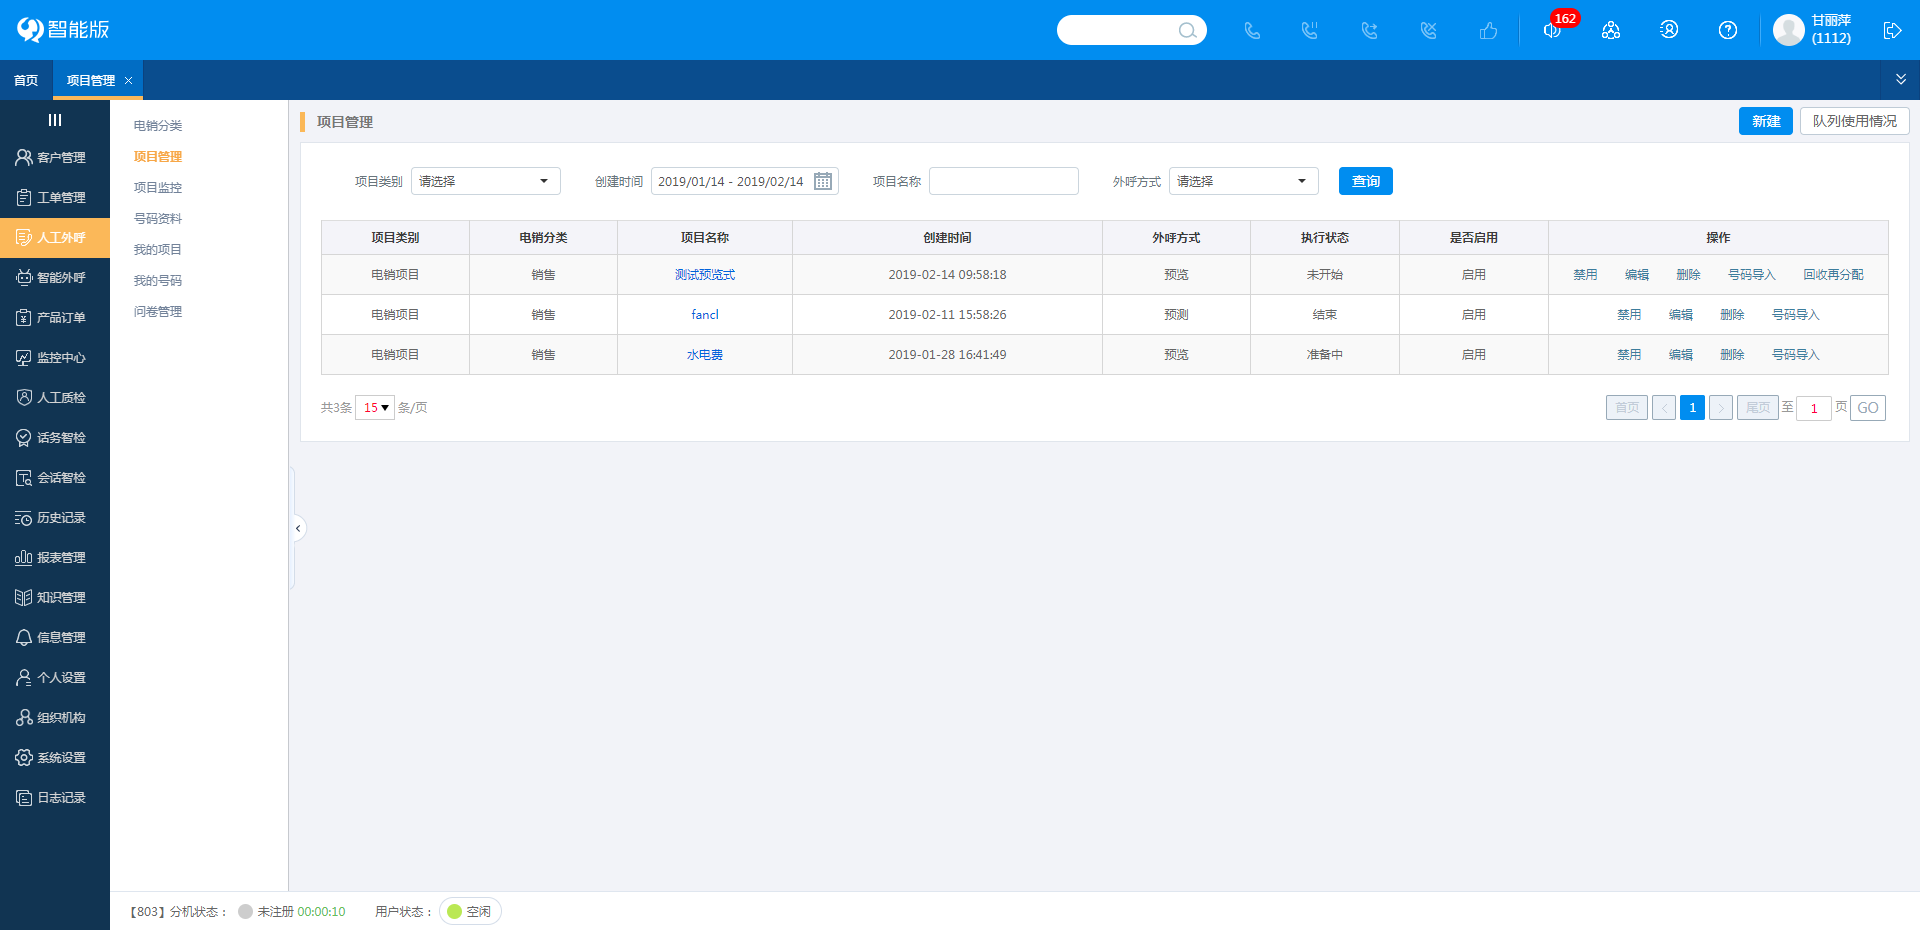 智能版
162
甘丽萍
(1112)
首页
项目管理
客户管理
工单管理
人工外呼
智能外呼
产品订单
监控中心
人工质检
话务智检
会话智检
历史记录
报表管理
知识管理
信息管理
个人设置
组织机构
系统设置
日志记录
电销分类
项目管理
项目监控
号码资料
我的项目
我的号码
问卷管理
项目管理
新建 队列使用情况
项目类别 请选择 创建时间 2019/01/14 - 2019/02/14 项目名称 外呼方式 请选择 查询
项目类别 电销分类 项目名称 创建时间 外呼方式 执行状态 是否启用 操作
电销项目 销售 测试预览式 2019-02-14 09:58:18 预览 未开始 启用 禁用 编辑 删除 号码导入 回收再分配
电销项目 销售 fancl 2019-02-11 15:58:26 预测 结束 启用 禁用 编辑 删除 号码导入
电销项目 销售 水电费 2019-01-28 16:41:49 预览 准备中 启用 禁用 编辑 删除 号码导入
共3条 15 条/页 首页 < 1 > 尾页 至 1 页 GO
【803】分机状态： 未注册 00:00:10 用户状态： 空闲